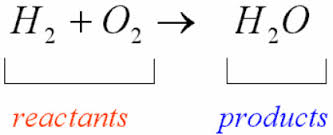 H₂ + O₂ → H₂O
reactants products